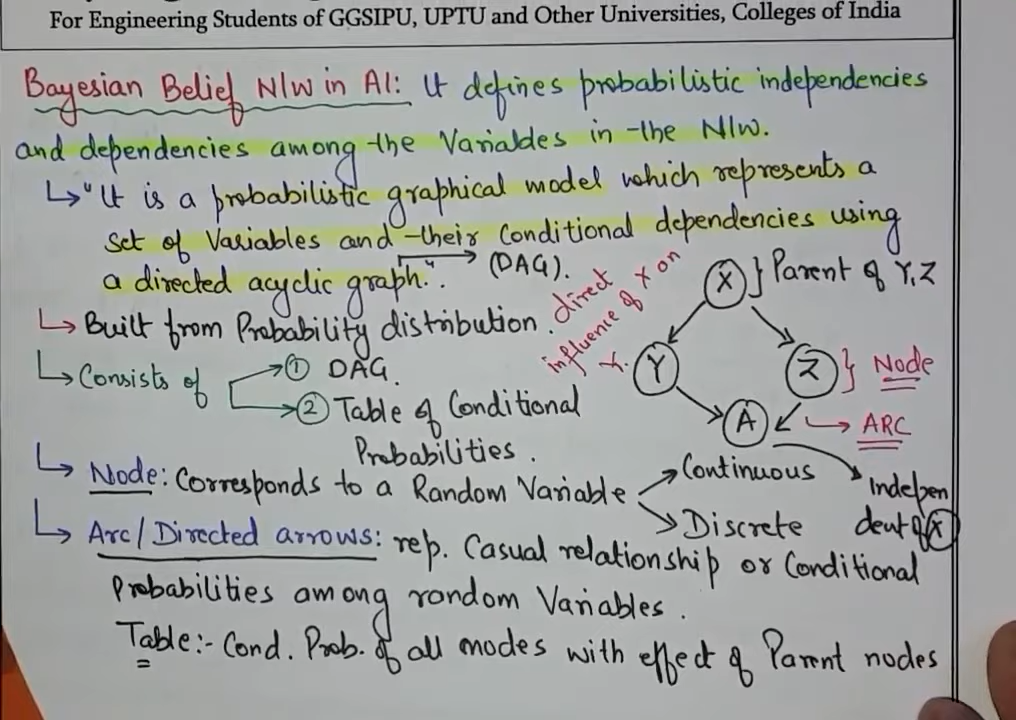 For Engineering Students of GGSIPU, UPTU and Other Universities, Colleges of India
Bayesian Belief N/w in AI: It defines probabilistic independencies
and dependencies among the Variables in the N/w.
↳ "It is a probabilistic graphical model which represents a
set of Variables and their Conditional dependencies using
a directed acyclic graph." → (DAG).
↳ Built from Probability distribution.
direct
influence of X on
Y.
X } Parent of Y, Z
Y
Z } Node
A
→ ARC
Indepen
dent of X
↳ Consists of → ① DAG.
→ ② Table of Conditional
Probabilities.
↳ Node: Corresponds to a Random Variable
→ Continuous
→ Discrete
↳ Arc/Directed arrows: rep. Casual relationship or Conditional
Probabilities among random Variables.
Table:- Cond. Prob. of all nodes with effect of Parent nodes